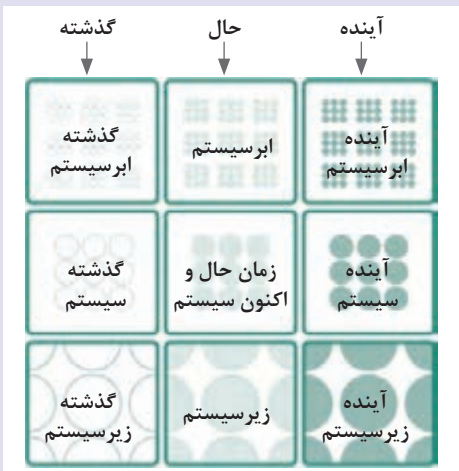 آینده حال گذشته
آینده
ابرسیستم
ابرسیستم
گذشته
ابرسیستم
آینده
سیستم
زمان حال و
اکنون سیستم
گذشته
سیستم
آینده
زیرسیستم
زیرسیستم
گذشته
زیرسیستم